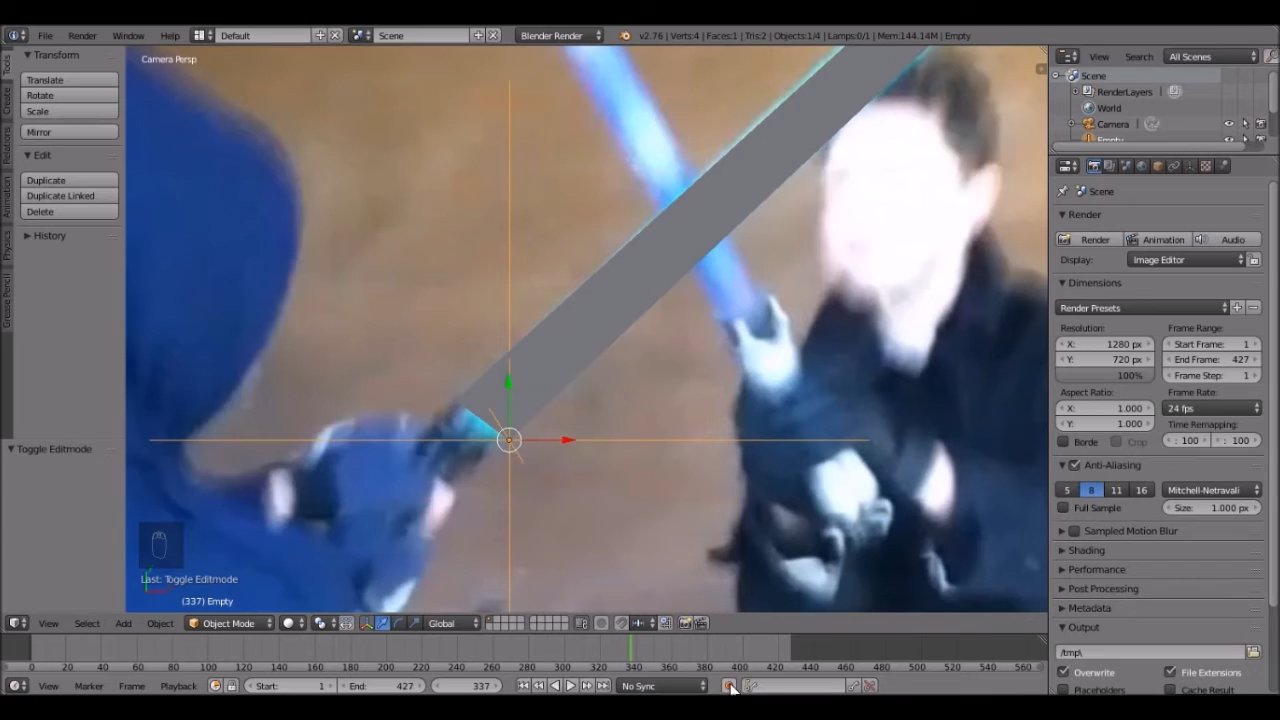 File Render Window Help Default Scene Blender Render v2.76 | Verts:4 | Faces:1 | Tris:2 | Objects:1/4 | Lamps:0/1 | Mem:144.14M | Empty
Tools
Create
Relations
Animation
Physics
Grease Pencil
Transform
Translate
Rotate
Scale
Mirror
Edit
Duplicate
Duplicate Linked
Delete
History
Toggle Editmode
Camera Persp
Last: Toggle Editmode
(337) Empty
View Search All Scenes
Scene
RenderLayers
World
Camera
Scene
Render
Render Animation Audio
Display: Image Editor
Dimensions
Render Presets
Resolution: Frame Range:
X: 1280 px Start Frame: 1
Y: 720 px End Frame: 427
100% Frame Step: 1
Aspect Ratio: Frame Rate:
X: 1.000 24 fps
Y: 1.000 Time Remapping:
Borde Crop : 100 : 100
Anti-Aliasing
5 8 11 16 Mitchell-Netravali
Full Sample Size: 1.000 px
Sampled Motion Blur
Shading
Performance
Post Processing
Metadata
Output
/tmp\
Overwrite File Extensions
Placeholders Cache Result
View Select Add Object Object Mode Global
0 20 40 60 80 100 120 140 160 180 200 220 240 260 280 300 320 340 360 380 400 420 440 460 480 500 520 540 560
View Marker Frame Playback Start: 1 End: 427 337 No Sync